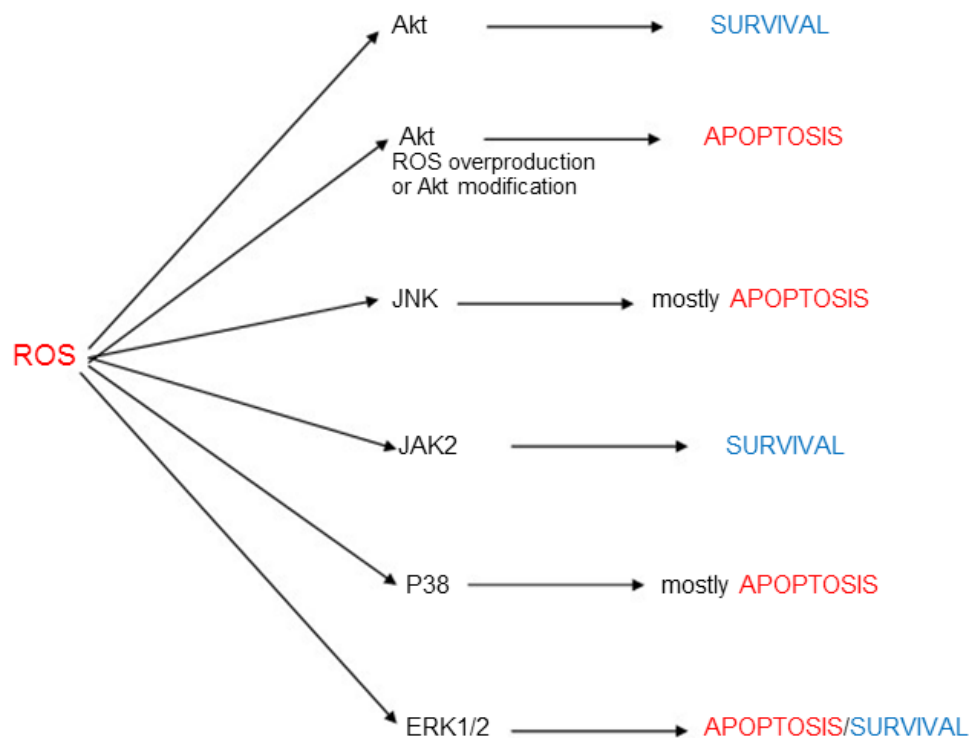 Akt SURVIVAL
Akt APOPTOSIS
ROS overproduction
or Akt modification
JNK mostly APOPTOSIS
ROS
JAK2 SURVIVAL
P38 mostly APOPTOSIS
ERK1/2 APOPTOSIS/SURVIVAL